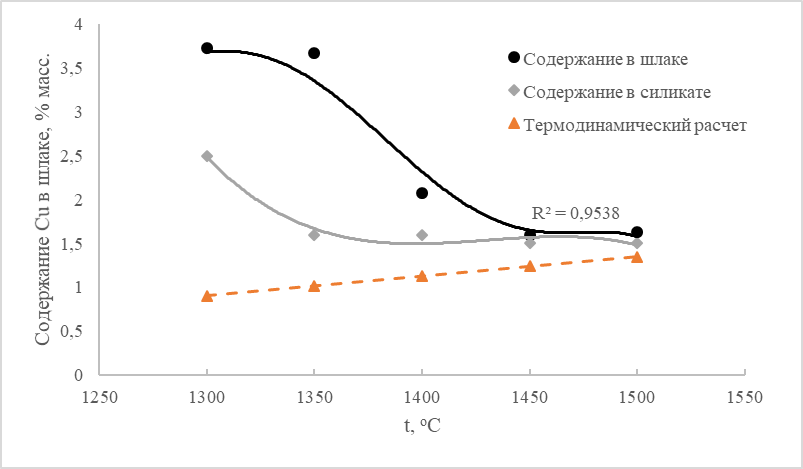 4
3,5
3
2,5
2
1,5
1
0,5
0
1250
1300
1350
1400
1450
1500
1550
Содержание Cu в шлаке, % масс.
t, ᵒC
Содержание в шлаке
Содержание в силикате
Термодинамический расчет
R² = 0,9538